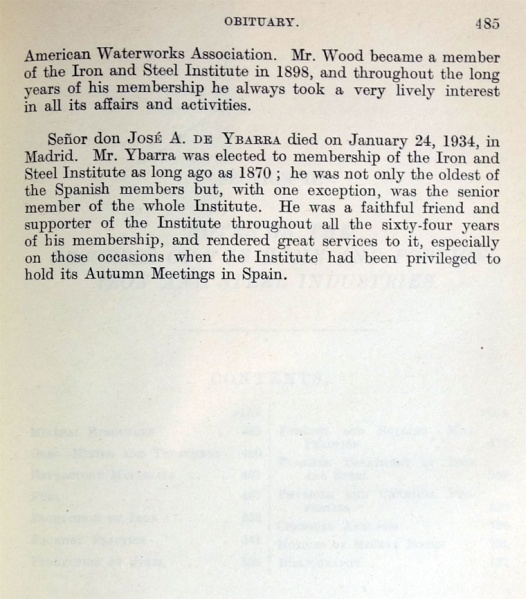 OBITUARY. 485
American Waterworks Association. Mr. Wood became a member
of the Iron and Steel Institute in 1898, and throughout the long
years of his membership he always took a very lively interest
in all its affairs and activities.
Señor don JOSÉ A. DE YBARRA died on January 24, 1934, in
Madrid. Mr. Ybarra was elected to membership of the Iron and
Steel Institute as long ago as 1870 ; he was not only the oldest of
the Spanish members but, with one exception, was the senior
member of the whole Institute. He was a faithful friend and
supporter of the Institute throughout all the sixty-four years
of his membership, and rendered great services to it, especially
on those occasions when the Institute had been privileged to
hold its Autumn Meetings in Spain.